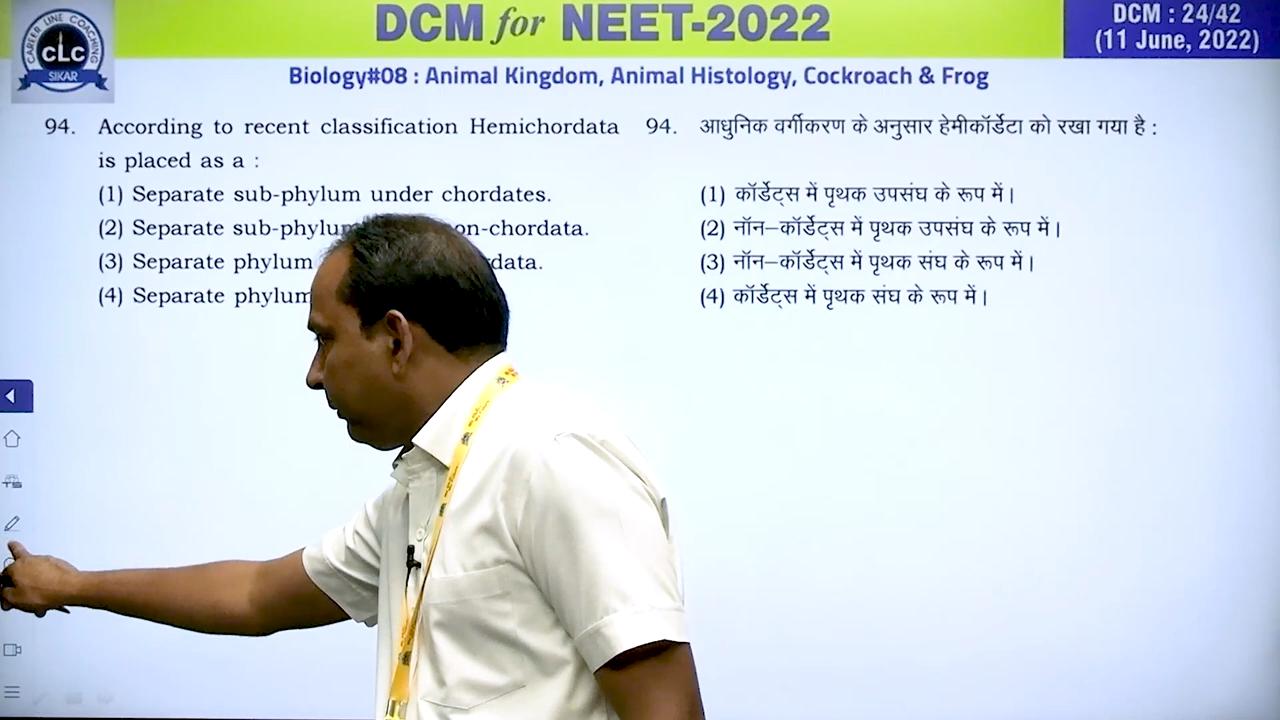 DCM for NEET-2022
DCM : 24/42
(11 June, 2022)
CAREER LINE COACHING
CLC
SIKAR
Biology#08 : Animal Kingdom, Animal Histology, Cockroach & Frog
94. According to recent classification Hemichordata
is placed as a :
(1) Separate sub-phylum under chordates.
(2) Separate on-chordata.
(3) Separate phylum data.
(4) Separate
94. आधुनिक वर्गीकरण के अनुसार हेमीकॉर्डेटा को रखा गया है :
(1) कॉर्डेट्स में पृथक उपसंघ के रूप में।
(2) नॉन–कॉर्डेट्स में पृथक उपसंघ के रूप में।
(3) नॉन–कॉर्डेट्स में पृथक संघ के रूप में।
(4) कॉर्डेट्स में पृथक संघ के रूप में।